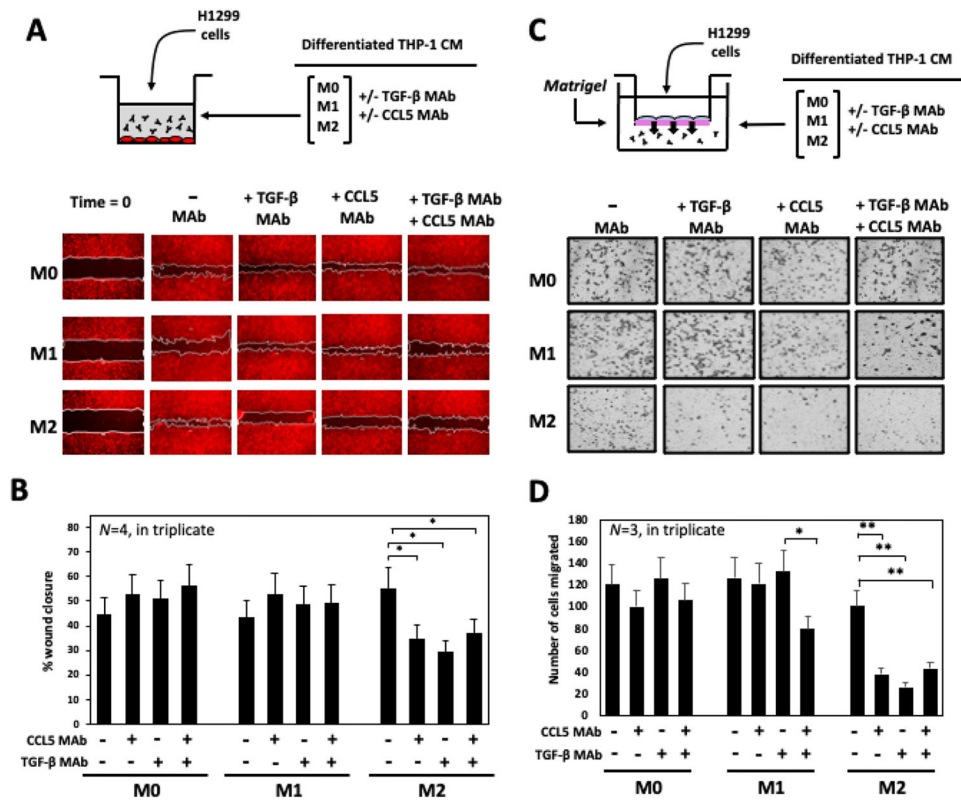 A
H1299
cells
Differentiated THP-1 CM
M0
M1
M2
+/- TGF-β MAb
+/- CCL5 MAb
Time = 0
–
MAb
+ TGF-β
MAb
+ CCL5
MAb
+ TGF-β MAb
+ CCL5 MAb
M0
M1
M2
B
N=4, in triplicate
% wound closure
80
70
60
50
40
30
20
10
0
*
*
*
CCL5 MAb - + - + - + - + - + - +
TGF-β MAb - - + + - - + + - - + +
M0 M1 M2
C
H1299
cells
Matrigel
Differentiated THP-1 CM
M0
M1
M2
+/- TGF-β MAb
+/- CCL5 MAb
–
MAb
+ TGF-β
MAb
+ CCL5
MAb
+ TGF-β MAb
+ CCL5 MAb
M0
M1
M2
D
N=3, in triplicate
Number of cells migrated
180
160
140
120
100
80
60
40
20
0
*
**
**
**
CCL5 MAb - + - + - + - + - + - +
TGF-β MAb - - + + - - + + - - + +
M0 M1 M2